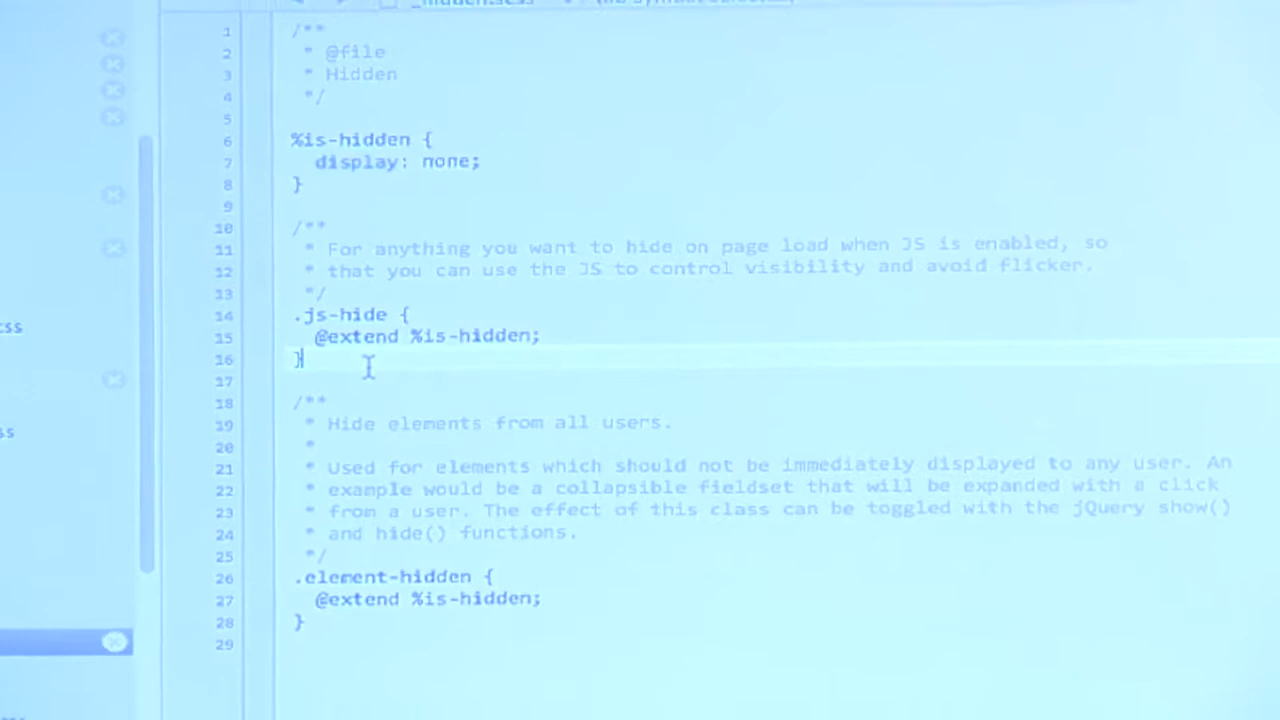 _hidden.scss
1 /**
2 * @file
3 * Hidden
4 */
5
6 %is-hidden {
7 display: none;
8 }
9
10 /**
11 * For anything you want to hide on page load when JS is enabled, so
12 * that you can use the JS to control visibility and avoid flicker.
13 */
14 .js-hide {
15 @extend %is-hidden;
16 }
17
18 /**
19 * Hide elements from all users.
20 *
21 * Used for elements which should not be immediately displayed to any user. An
22 * example would be a collapsible fieldset that will be expanded with a click
23 * from a user. The effect of this class can be toggled with the jQuery show()
24 * and hide() functions.
25 */
26 .element-hidden {
27 @extend %is-hidden;
28 }
29